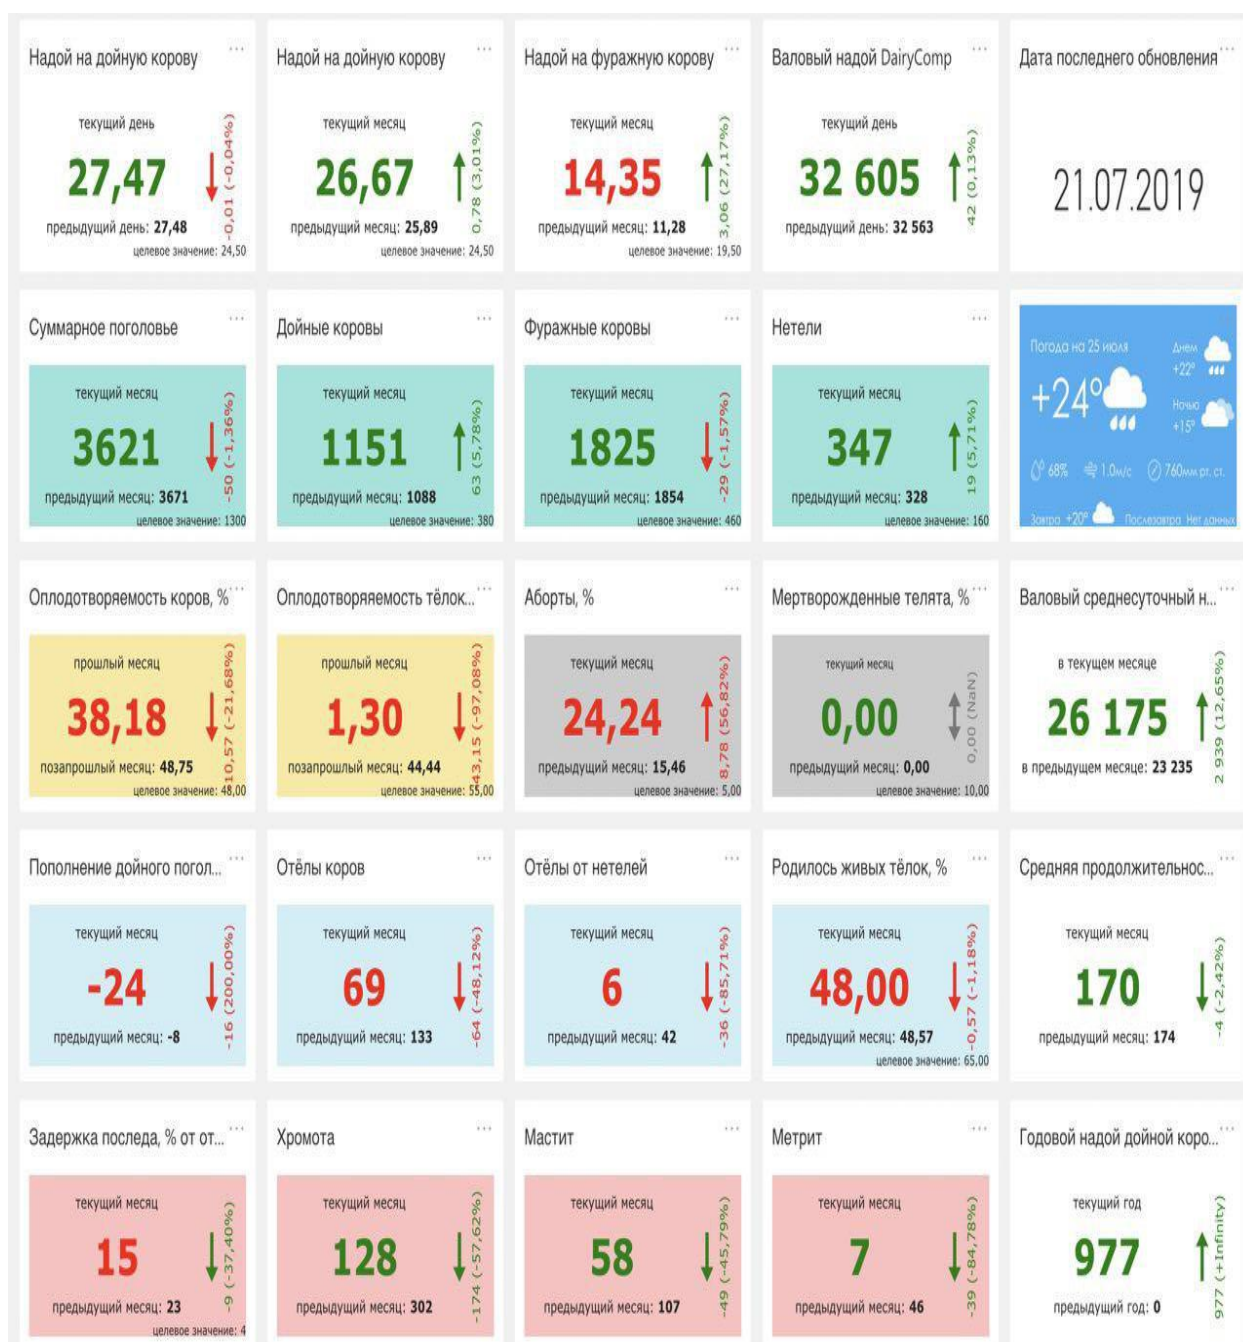 Надой на дойную корову ...
текущий день
27,47
-0,01 (-0,04%)
предыдущий день: 27,48
целевое значение: 24,50
Надой на дойную корову ...
текущий месяц
26,67
0,78 (3,01%)
предыдущий месяц: 25,89
целевое значение: 24,50
Надой на фуражную корову ...
текущий месяц
14,35
3,06 (27,17%)
предыдущий месяц: 11,28
целевое значение: 19,50
Валовый надой DairyComp ...
текущий день
32 605
42 (0,13%)
предыдущий день: 32 563
Дата последнего обновления ...
21.07.2019
Суммарное поголовье ...
текущий месяц
3621
-50 (-1,36%)
предыдущий месяц: 3671
целевое значение: 1300
Дойные коровы ...
текущий месяц
1151
63 (5,78%)
предыдущий месяц: 1088
целевое значение: 380
Фуражные коровы ...
текущий месяц
1825
-29 (-1,57%)
предыдущий месяц: 1854
целевое значение: 460
Нетели ...
текущий месяц
347
19 (5,71%)
предыдущий месяц: 328
целевое значение: 160
Погода на 25 июля
+24°
Днем
+22°
Ночью
+15°
68% 1.0м/с 760мм рт. ст.
Завтра +20° Послезавтра Нет данных
Оплодотворяемость коров, % ...
прошлый месяц
38,18
-10,57 (-21,68%)
позапрошлый месяц: 48,75
целевое значение: 48,00
Оплодотворяяемость тёлок... ...
прошлый месяц
1,30
-43,15 (-97,08%)
позапрошлый месяц: 44,44
целевое значение: 55,00
Аборты, % ...
текущий месяц
24,24
8,78 (56,82%)
предыдущий месяц: 15,46
целевое значение: 5,00
Мертворожденные телята, % ...
текущий месяц
0,00
0,00 (NaN)
предыдущий месяц: 0,00
целевое значение: 10,00
Валовый среднесуточный н... ...
в текущем месяце
26 175
2 939 (12,65%)
в предыдущем месяце: 23 235
Пополнение дойного погол... ...
текущий месяц
-24
-16 (200,00%)
предыдущий месяц: -8
Отёлы коров ...
текущий месяц
69
-64 (-48,12%)
предыдущий месяц: 133
Отёлы от нетелей ...
текущий месяц
6
-36 (-85,71%)
предыдущий месяц: 42
Родилось живых тёлок, % ...
текущий месяц
48,00
-0,57 (-1,18%)
предыдущий месяц: 48,57
целевое значение: 65,00
Средняя продолжительнос... ...
текущий месяц
170
-4 (-2,42%)
предыдущий месяц: 174
Задержка последа, % от от... ...
текущий месяц
15
-9 (-37,40%)
предыдущий месяц: 23
целевое значение: 4
Хромота ...
текущий месяц
128
-174 (-57,62%)
предыдущий месяц: 302
Мастит ...
текущий месяц
58
-49 (-45,79%)
предыдущий месяц: 107
Метрит ...
текущий месяц
7
-39 (-84,78%)
предыдущий месяц: 46
Годовой надой дойной коро... ...
текущий год
977
977 (+Infinity)
предыдущий год: 0